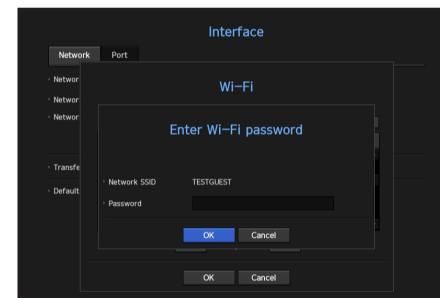 Interface
Network Port
Networ
Wi-Fi
Networ
Networ
Enter Wi-Fi password
Transfe
Network SSID TESTGUEST
Default
Password
OK Cancel
OK Cancel